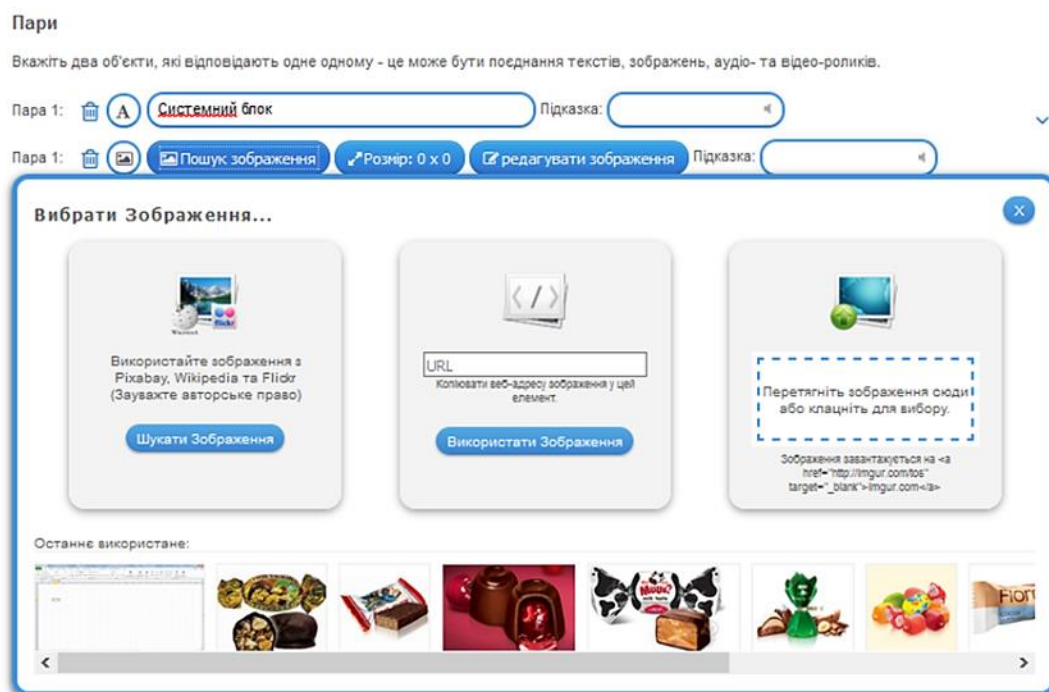 Пари
Вкажіть два об'єкти, які відповідають одне одному - це може бути поєднання текстів, зображень, аудіо- та відео-роликів.
Пара 1: A Системний блок Підказка:
Пара 1: Пошук зображення Розмір: 0 x 0 редагувати зображення Підказка:
Вибрати Зображення...
X
flickr
Використайте зображення з
Pixabay, Wikipedia та Flickr
(Зауважте авторське право)
Шукати Зображення
</>
URL
Копіювати веб-адресу зображення у цей
елемент.
Використати Зображення
Перетягніть зображення сюди
або клацніть для вибору.
Зображення завантажується на <a
href="http://imgur.com/tos"
target="_blank">imgur.com</a>
Останнє використане: